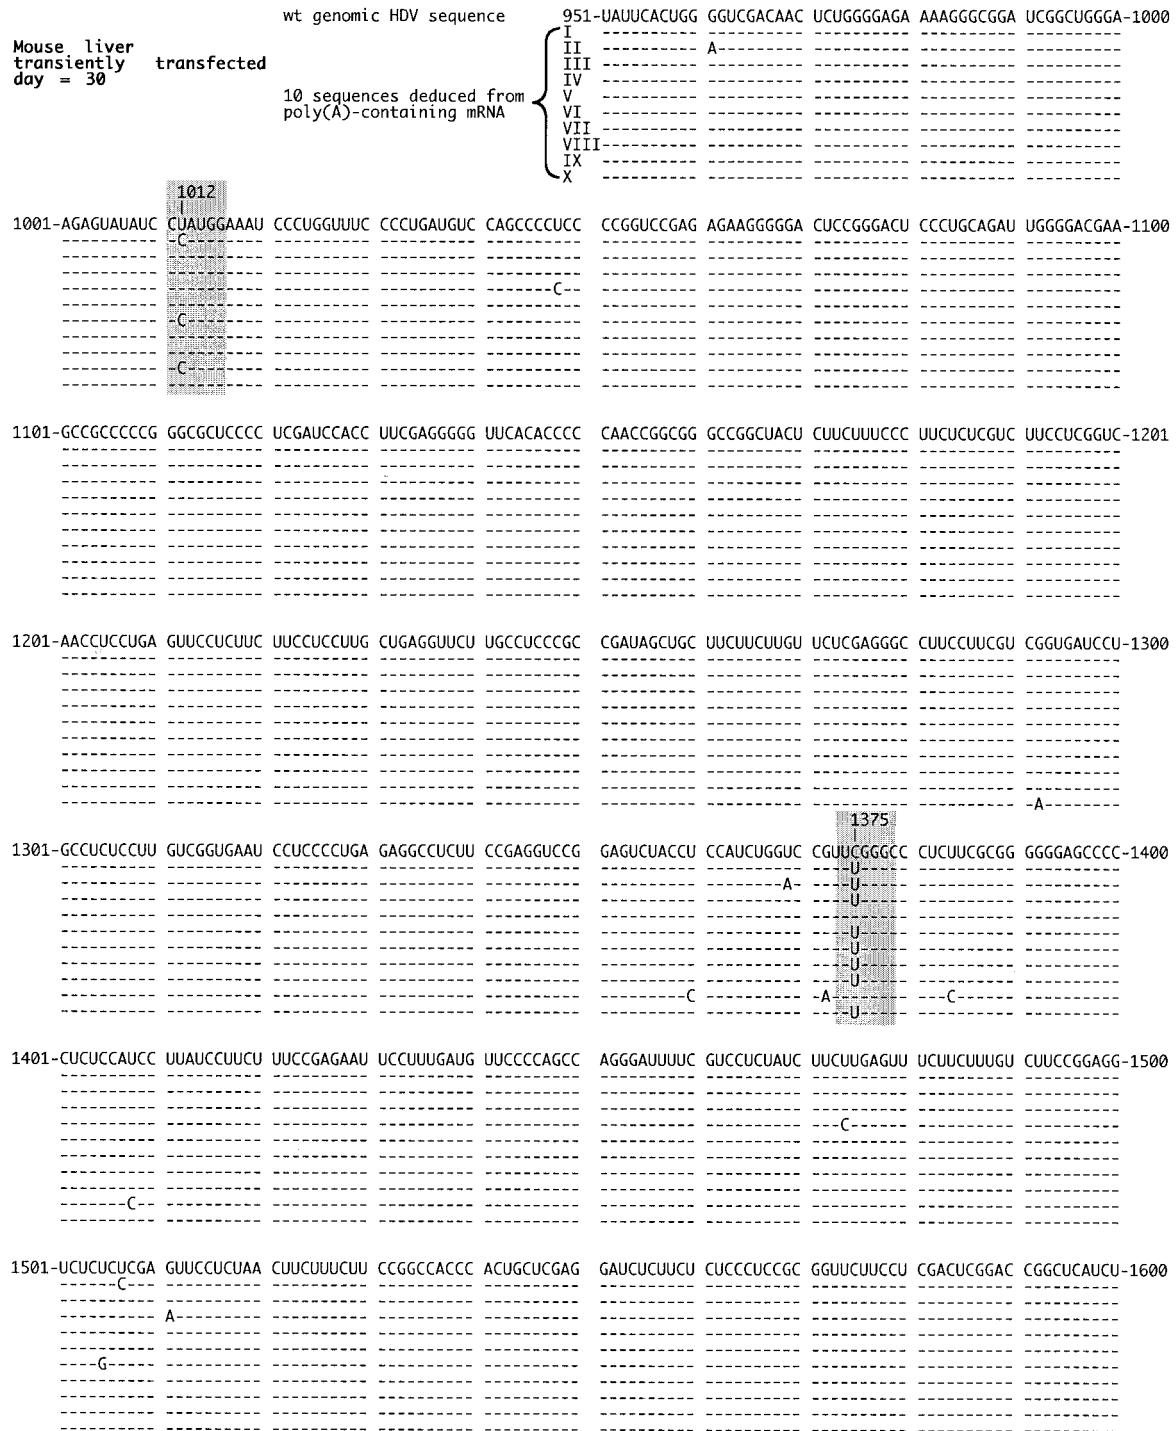 wt genomic HDV sequence 951-UAUUCACUGG GGUCGACAAC UCUGGGGAGA AAAGGGCGGA UCGGCUGGGA-1000
Mouse liver
transiently transfected
day = 30
10 sequences deduced from
poly(A)-containing mRNA
I
II A
III
IV
V
VI
VII
VIII
IX
X
1012
1001-AGAGUAUAUC CUAUGGAAAU CCCUGGUUUC CCCUGAUGUC CAGCCCCUCC CCGGUCCGAG AGAAGGGGGA CUCCGGGACU CCCUGCAGAU UGGGGACGAA-1100
-C-
-C-
-C-
-C-
1101-GCCGCCCCCG GGCGCUCCCC UCGAUCCACC UUCGAGGGGG UUCACACCCC CAACCGGCGG GCCGGCUACU CUUCUUUCCC UUCUCUCGUC UUCCUCGGUC-1201
1201-AACCUCCUGA GUUCCUCUUC UUCCUCCUUG CUGAGGUUCU UGCCUCCCGC CGAUAGCUGC UUCUUCUUGU UCUCGAGGGC CUUCCUUCGU CGGUGAUCCU-1300
-A-
1375
1301-GCCUCUCCUU GUCGGUGAAU CCUCCCCUGA GAGGCCUCUU CCGAGGUCCG GAGUCUACCU CCAUCUGGUC CGUUCGGGCC CUCUUCGCGG GGGGAGCCCC-1400
-U-
A- -U-
-U-
-U-
-U-
-U-
-U-
C -A- -C-
-U-
1401-CUCUCCAUCC UUAUCCUUCU UUCCGAGAAU UCCUUUGAUG UUCCCCAGCC AGGGAUUUUC GUCCUCUAUC UUCUUGAGUU UCUUCUUUGU CUUCCGGAGG-1500
C
-C-
1501-UCUCUCUCGA GUUCCUCUAA CUUCUUUCUU CCGGCCACCC ACUGCUCGAG GAUCUCUUCU CUCCCUCCGC GGUUCUUCCU CGACUCGGAC CGGCUCAUCU-1600
-C-
A-
-G-